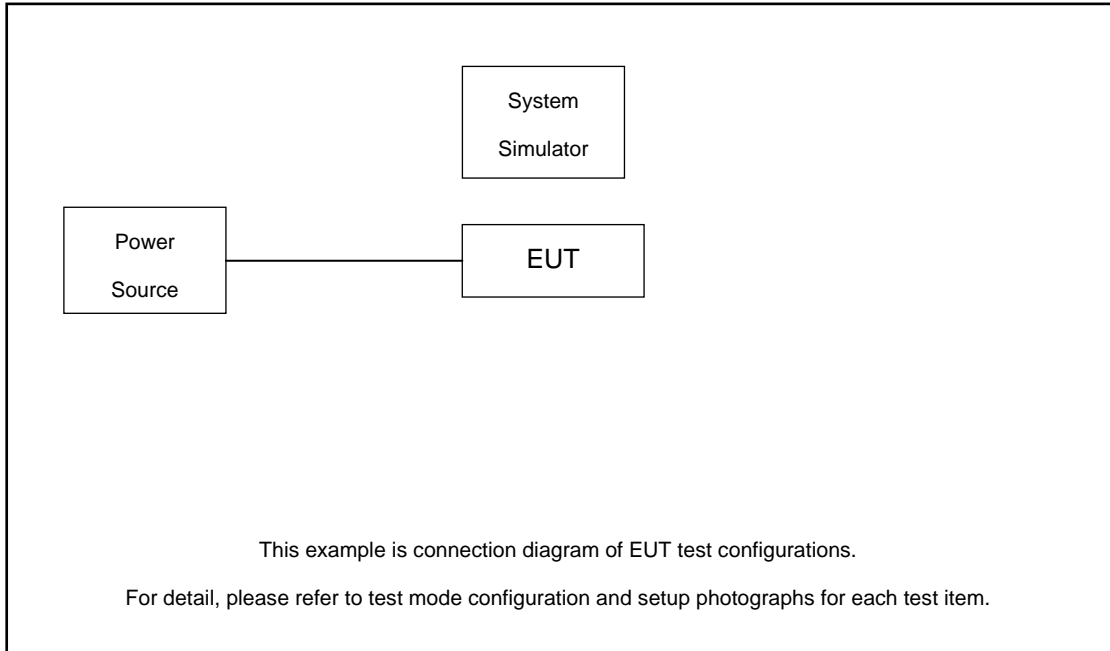 System
Simulator
Power
Source
EUT
This example is connection diagram of EUT test configurations.
For detail, please refer to test mode configuration and setup photographs for each test item.